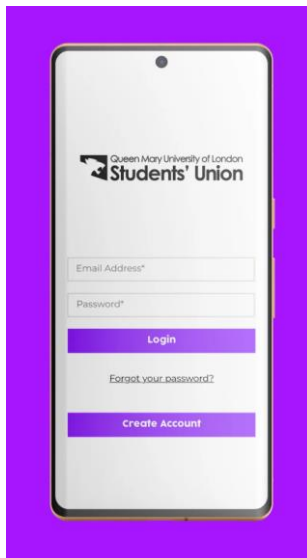 Queen Mary University of London
Students' Union
Email Address*
Password*
Login
Forgot your password?
Create Account